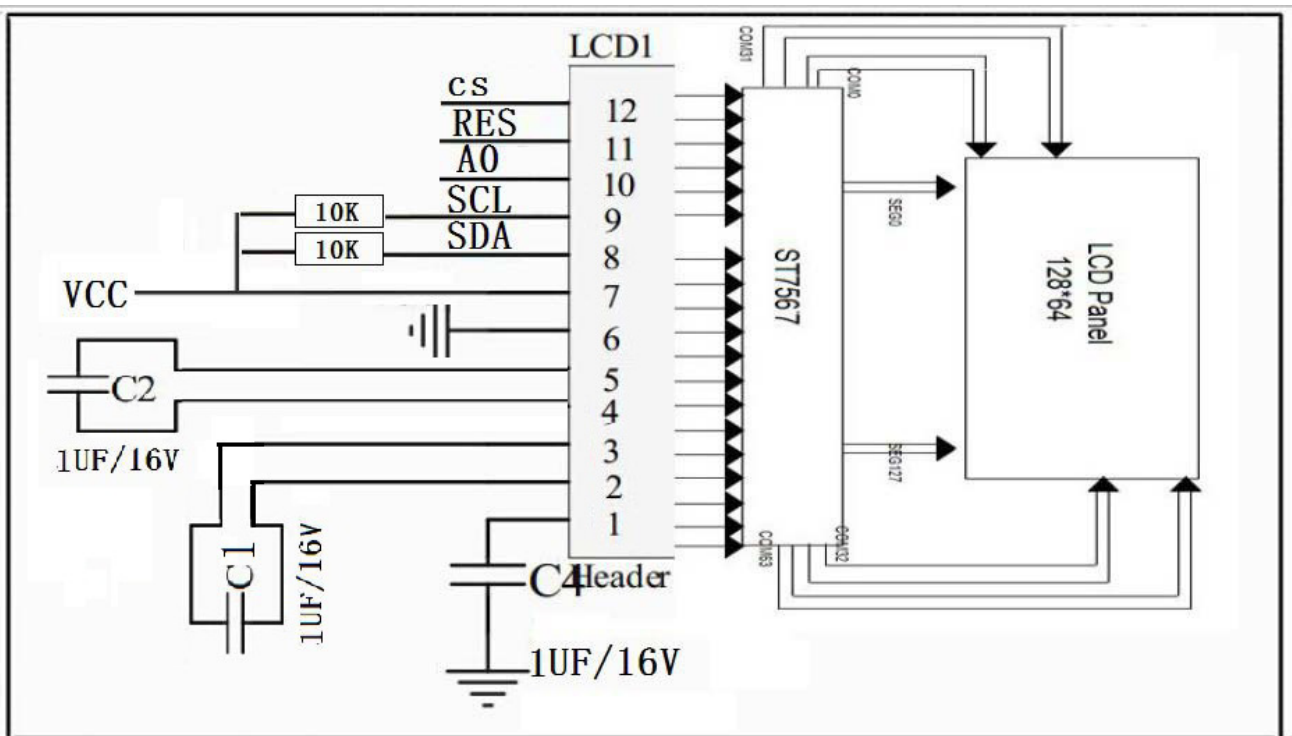 LCD1
CS
RES
A0
SCL
SDA
10K
10K
VCC
12
11
10
9
8
7
6
5
4
3
2
1
Header
C2
1UF/16V
C1
1UF/16V
C4
1UF/16V
COM31
COM0
ST7567
SEG0
SEG127
COM63
COM32
LCD Panel
128*64